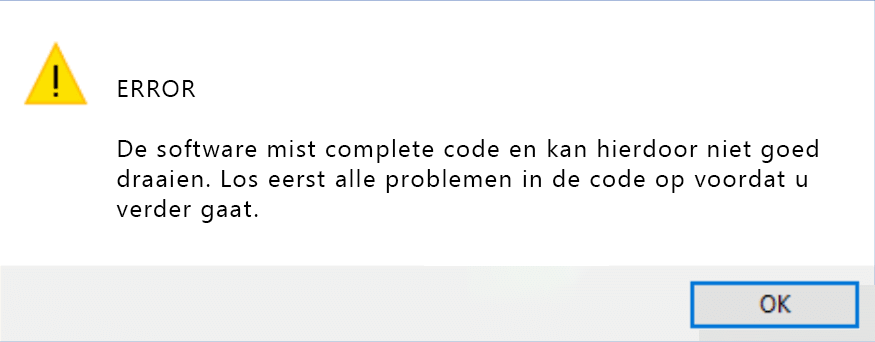 ERROR
De software mist complete code en kan hierdoor niet goed
draaien. Los eerst alle problemen in de code op voordat u
verder gaat.
OK